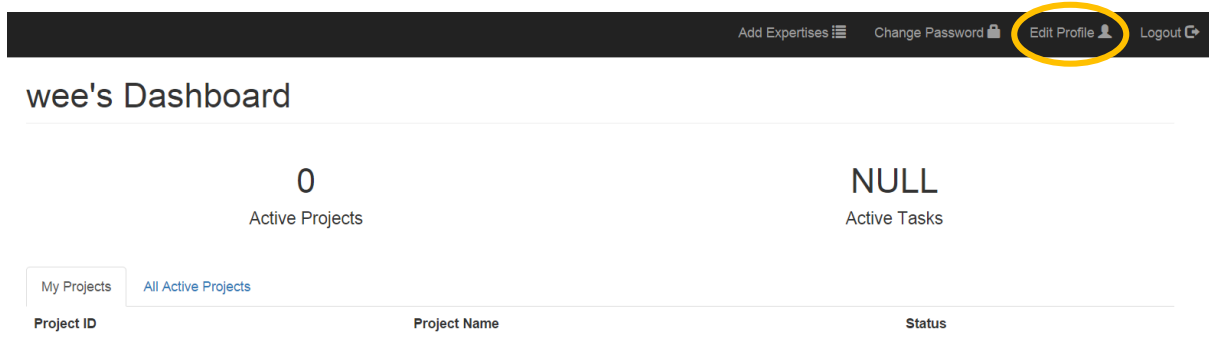 Add Expertises Change Password Edit Profile Logout
wee's Dashboard
0 NULL
Active Projects Active Tasks
My Projects All Active Projects
Project ID Project Name Status